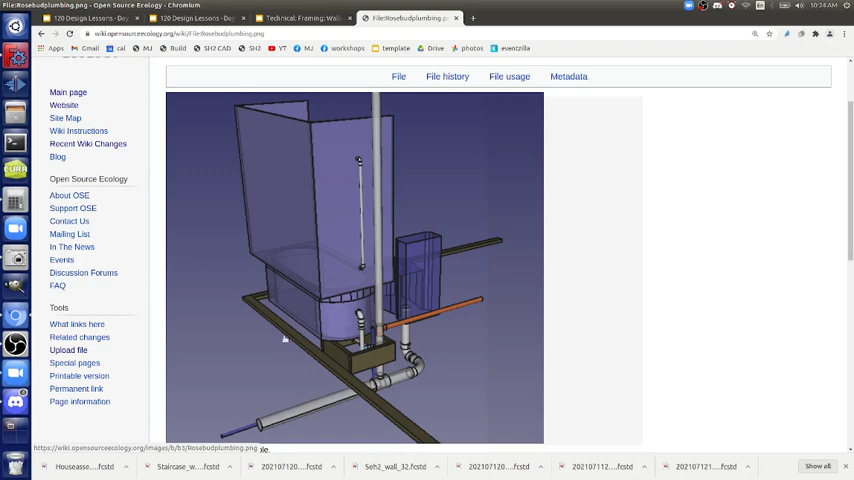 File:Rosebudplumbing.png - Chromium
10:24 AM
120 Design Lessons - Day
120 Design Lessons - Day
Technical: Framing: Walls
File:Rosebudplumbing.png
wiki.opensourceecology.org/wiki/File:Rosebudplumbing.png
Apps Gmail cal MJ Build SH2 CAD SH2 YT MJ workshops template Drive photos eventzilla
File File history File usage Metadata
Main page
Website
Site Map
Wiki Instructions
Recent Wiki Changes
Blog
Open Source Ecology
About OSE
Support OSE
Contact Us
Mailing List
In The News
Events
Discussion Forums
FAQ
Tools
What links here
Related changes
Upload file
Special pages
Printable version
Permanent link
Page information
https://wiki.opensourceecology.org/images/b/b3/Rosebudplumbing.png
Houseasse....fcstd Staircase_w....fcstd 202107120....fcstd Seh2_wall_32.fcstd 202107120....fcstd 202107112....fcstd 202107121....fcstd Show all